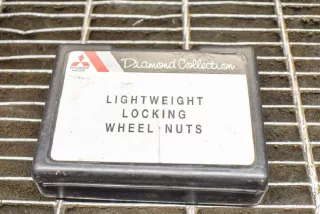 Diamond Collection
LIGHTWEIGHT
LOCKING
WHEEL NUTS